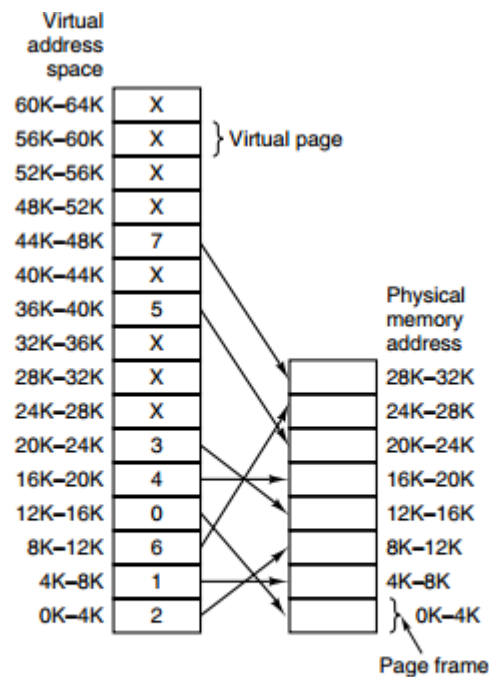 Virtual
address
space
60K–64K X
56K–60K X } Virtual page
52K–56K X
48K–52K X
44K–48K 7
40K–44K X
36K–40K 5
32K–36K X
28K–32K X
24K–28K X
20K–24K 3
16K–20K 4
12K–16K 0
8K–12K 6
4K–8K 1
0K–4K 2
Physical
memory
address
28K–32K
24K–28K
20K–24K
16K–20K
12K–16K
8K–12K
4K–8K
} 0K–4K
Page frame